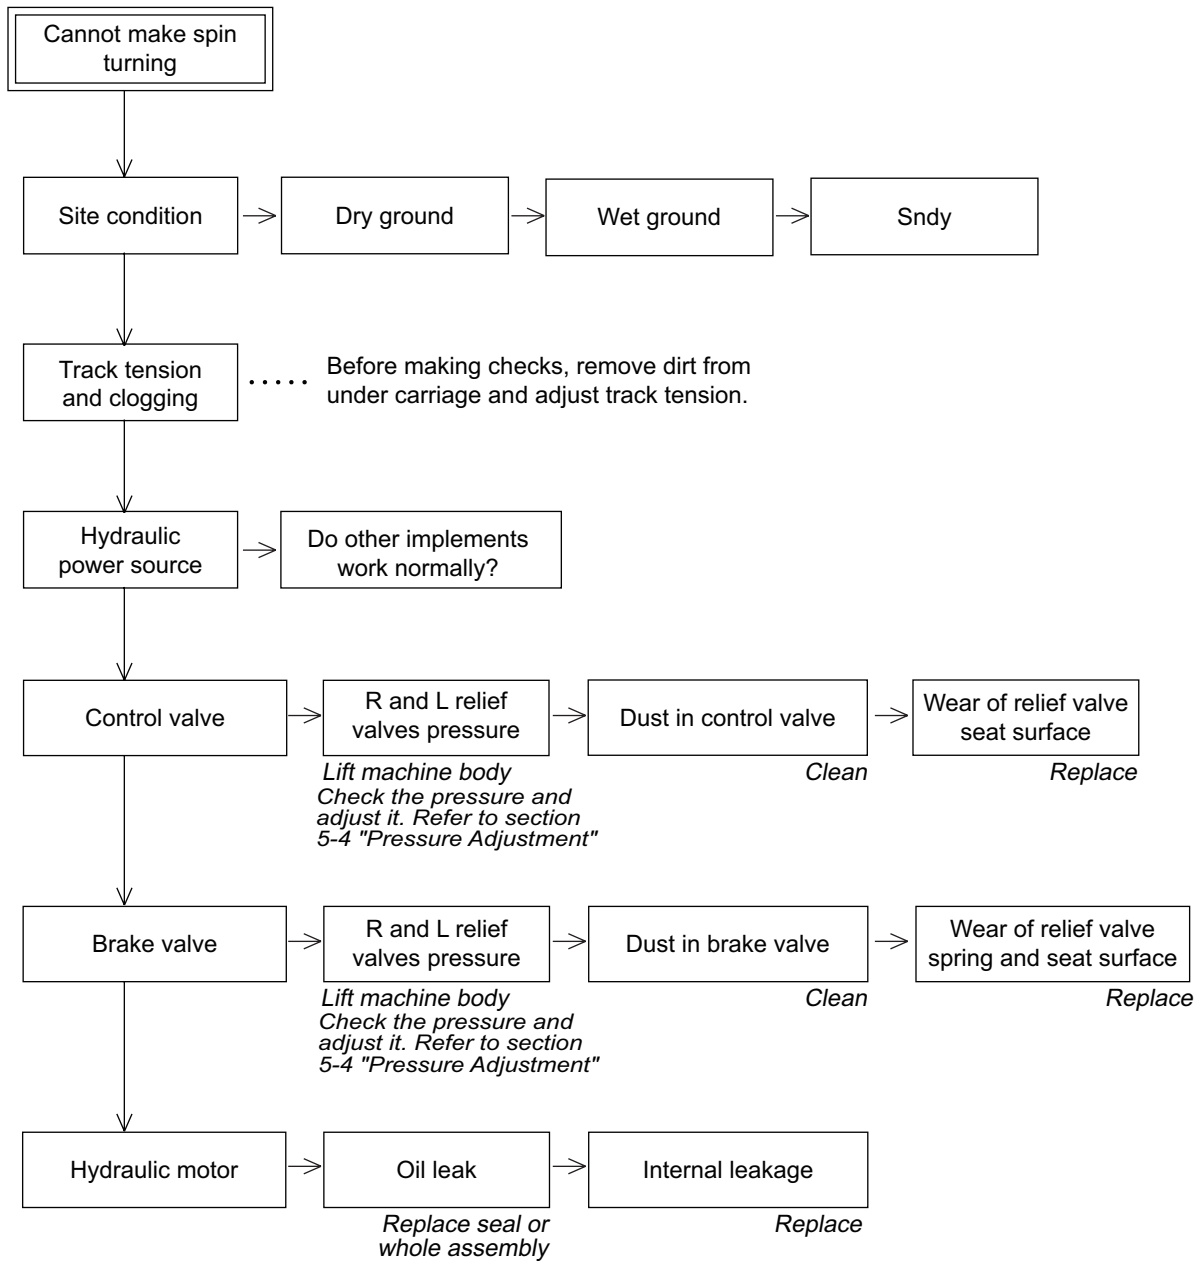 Cannot make spin
turning
Site condition
Dry ground
Wet ground
Sndy
Track tension
and clogging
Before making checks, remove dirt from
under carriage and adjust track tension.
Hydraulic
power source
Do other implements
work normally?
Control valve
R and L relief
valves pressure
Lift machine body
Check the pressure and
adjust it. Refer to section
5-4 "Pressure Adjustment"
Dust in control valve
Clean
Wear of relief valve
seat surface
Replace
Brake valve
R and L relief
valves pressure
Lift machine body
Check the pressure and
adjust it. Refer to section
5-4 "Pressure Adjustment"
Dust in brake valve
Clean
Wear of relief valve
spring and seat surface
Replace
Hydraulic motor
Oil leak
Replace seal or
whole assembly
Internal leakage
Replace